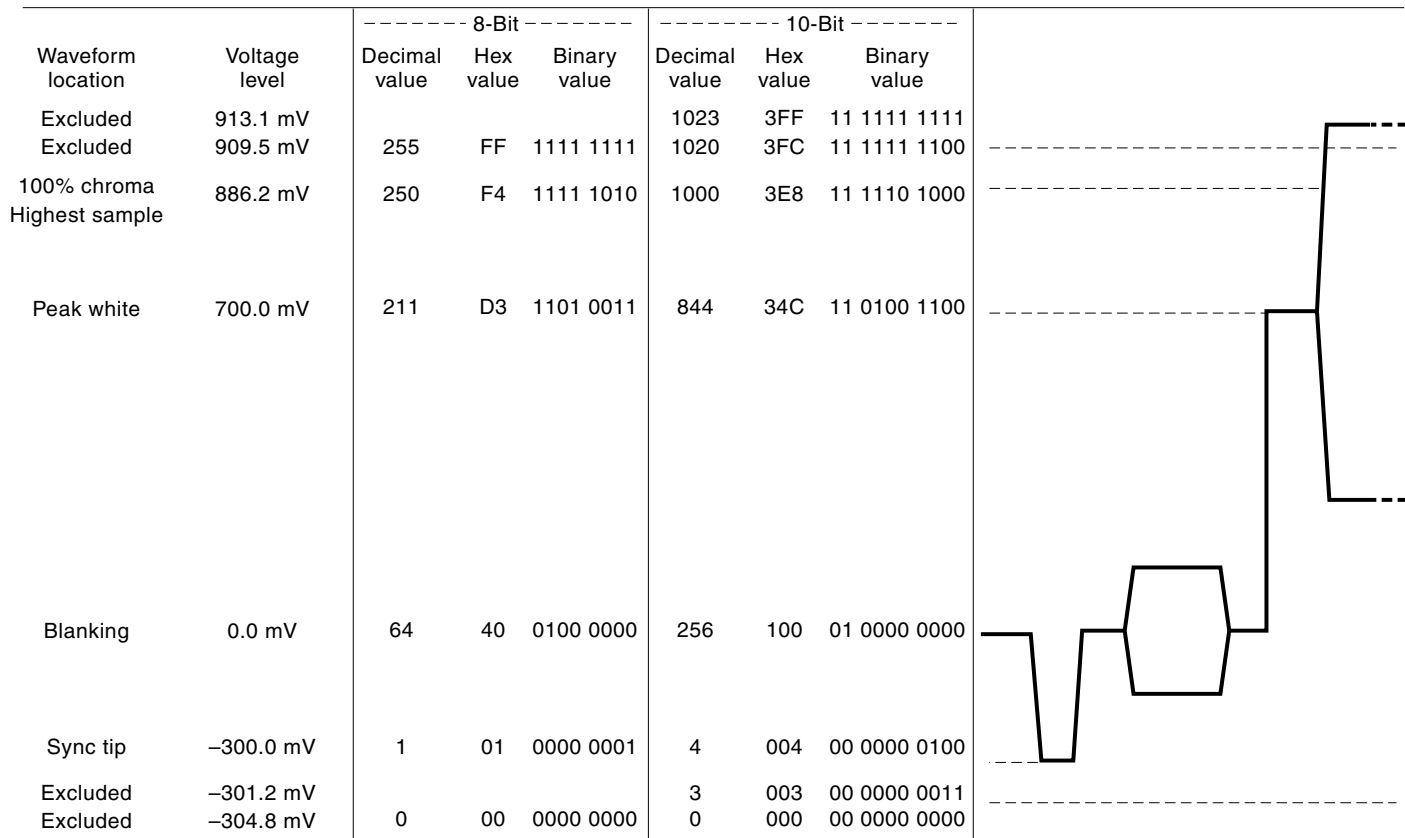 8-Bit 10-Bit
Waveform location Voltage level Decimal value Hex value Binary value Decimal value Hex value Binary value
Excluded 913.1 mV 1023 3FF 11 1111 1111
Excluded 909.5 mV 255 FF 1111 1111 1020 3FC 11 1111 1100
100% chroma
Highest sample 886.2 mV 250 F4 1111 1010 1000 3E8 11 1110 1000
Peak white 700.0 mV 211 D3 1101 0011 844 34C 11 0100 1100
Blanking 0.0 mV 64 40 0100 0000 256 100 01 0000 0000
Sync tip –300.0 mV 1 01 0000 0001 4 004 00 0000 0100
Excluded –301.2 mV 3 003 00 0000 0011
Excluded –304.8 mV 0 00 0000 0000 0 000 00 0000 0000